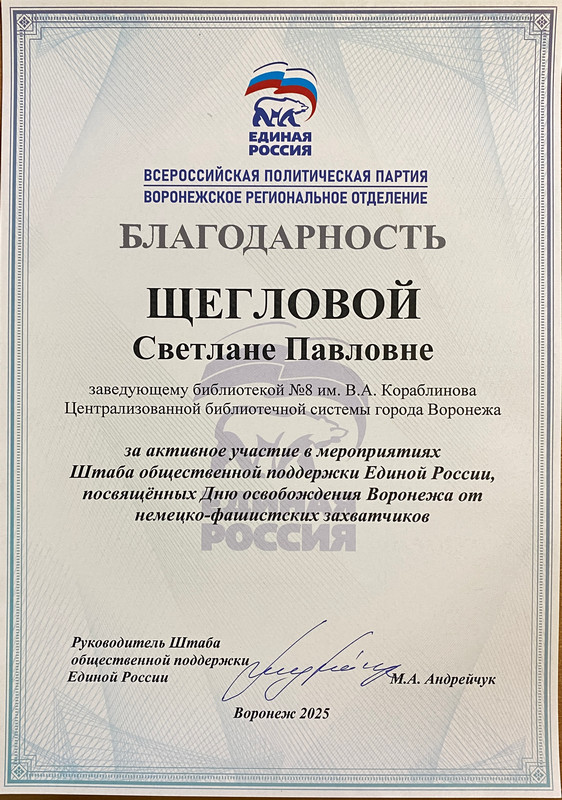 ЕДИНАЯ
РОССИЯ
ВСЕРОССИЙСКАЯ ПОЛИТИЧЕСКАЯ ПАРТИЯ
ВОРОНЕЖСКОЕ РЕГИОНАЛЬНОЕ ОТДЕЛЕНИЕ
БЛАГОДАРНОСТЬ
ЩЕГЛОВОЙ
Светлане Павловне
заведующему библиотекой №8 им. В.А. Кораблинова
Централизованной библиотечной системы города Воронежа
за активное участие в мероприятиях
Штаба общественной поддержки Единой России,
посвящённых Дню освобождения Воронежа от
немецко-фашистских захватчиков
ЕДИНАЯ
РОССИЯ
Руководитель Штаба
общественной поддержки
Единой России
М.А. Андрейчук
Воронеж 2025